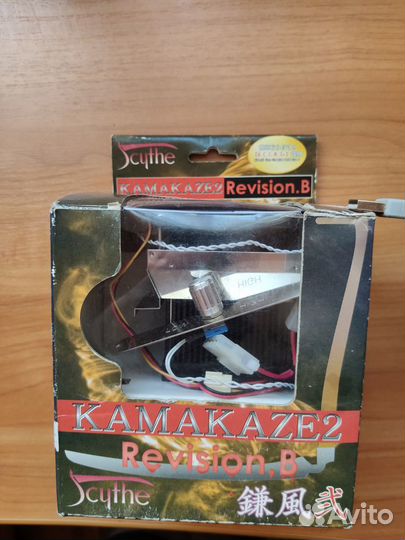 Scythe
KAMAKAZE2 Revision.B
HIGH
KAMAKAZE2
Revision.B
Scythe
鎌風弐
Avito